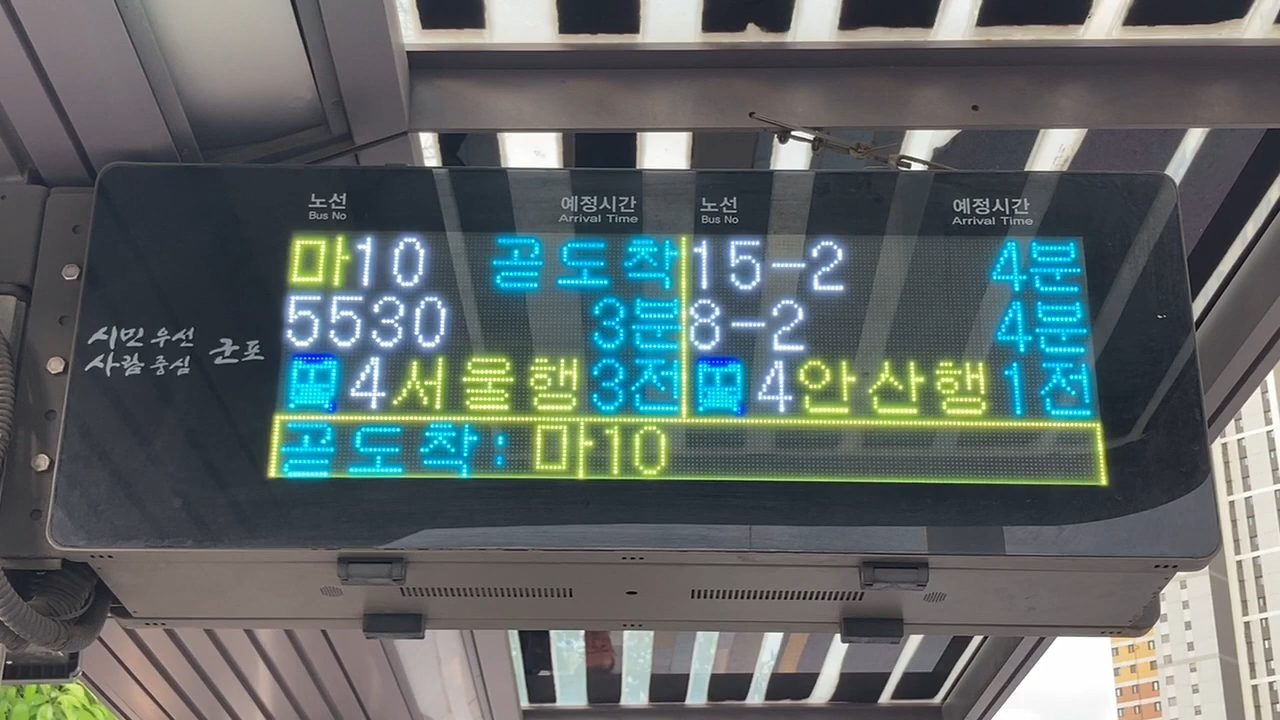 노선 예정시간 노선 예정시간
Bus No Arrival Time Bus No Arrival Time
마10 곧도착 15-2 4분
5530 3분 8-2 4분
4서울행 3전 4안산행 1전
곧도착: 마10
시민 우선
사람 중심 군포